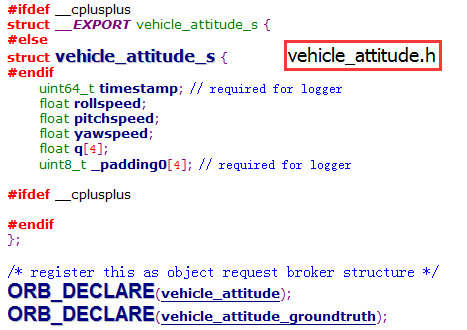 #ifdef __cplusplus
struct __EXPORT vehicle_attitude_s {
#else
struct vehicle_attitude_s {
vehicle_attitude.h
#endif
uint64_t timestamp; // required for logger
float rollspeed;
float pitchspeed;
float yawspeed;
float q[4];
uint8_t _padding0[4]; // required for logger
#ifdef __cplusplus
#endif
};
/* register this as object request broker structure */
ORB_DECLARE(vehicle_attitude);
ORB_DECLARE(vehicle_attitude_groundtruth);